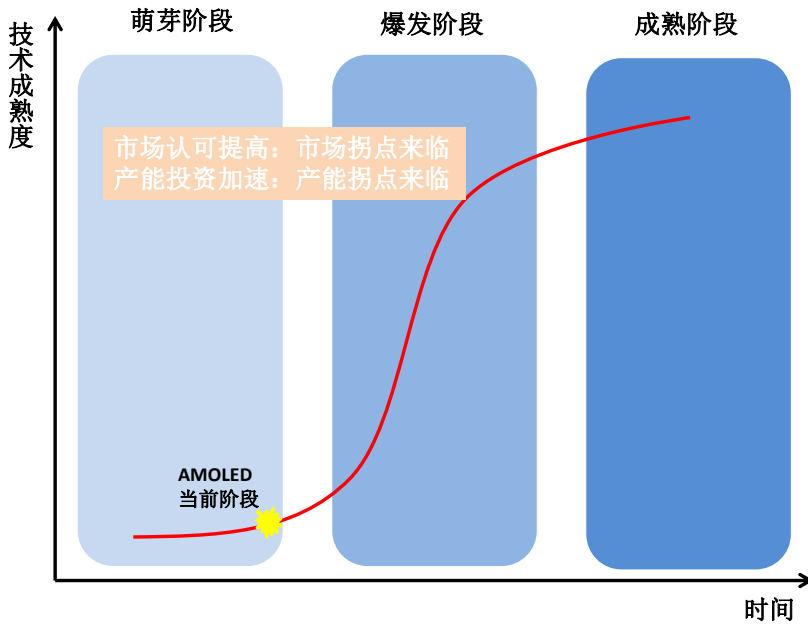 萌芽阶段
爆发阶段
成熟阶段
技术成熟度
市场认可提高：市场拐点来临
产能投资加速：产能拐点来临
AMOLED
当前阶段
时间